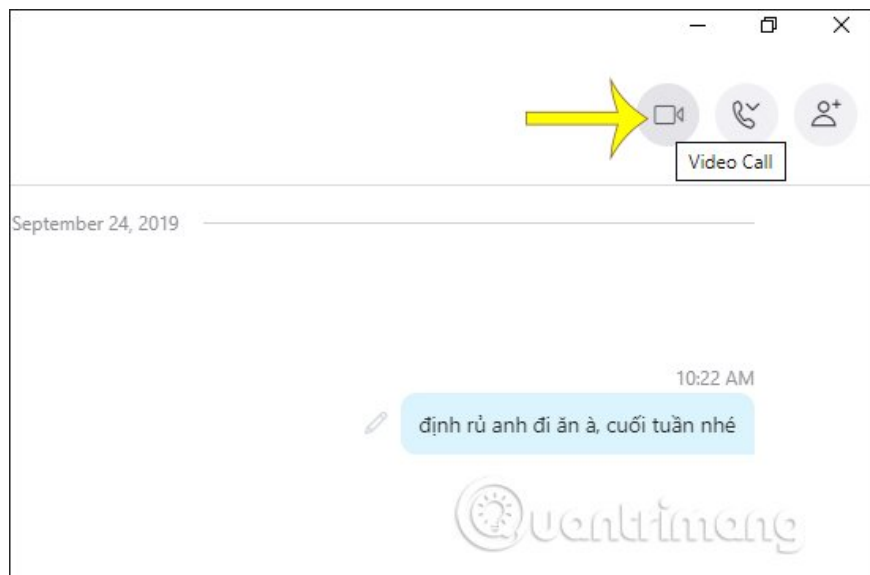 Video Call
September 24, 2019
10:22 AM
định rủ anh đi ăn à, cuối tuần nhé
Quantrimang